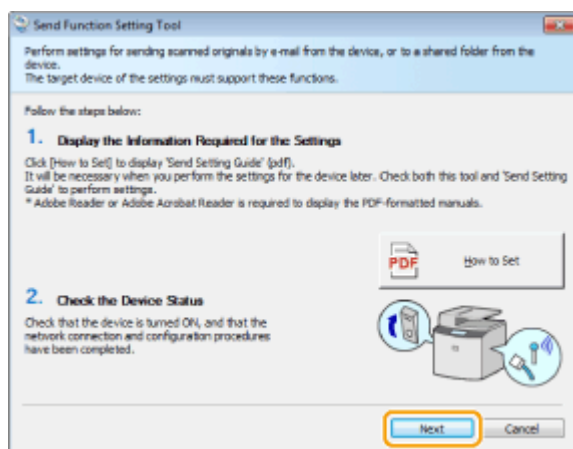 Send Function Setting Tool
Perform settings for sending scanned originals by e-mail from the device, or to a shared folder from the
device.
The target device of the settings must support these functions.
Follow the steps below:
1. Display the Information Required for the Settings
Click [How to Set] to display 'Send Setting Guide' (pdf).
It will be necessary when you perform the settings for the device later. Check both this tool and 'Send Setting
Guide' to perform settings.
* Adobe Reader or Adobe Acrobat Reader is required to display the PDF-formatted manuals.
PDF
How to Set
2. Check the Device Status
Check that the device is turned ON, and that the
network connection and configuration procedures
have been completed.
Next
Cancel